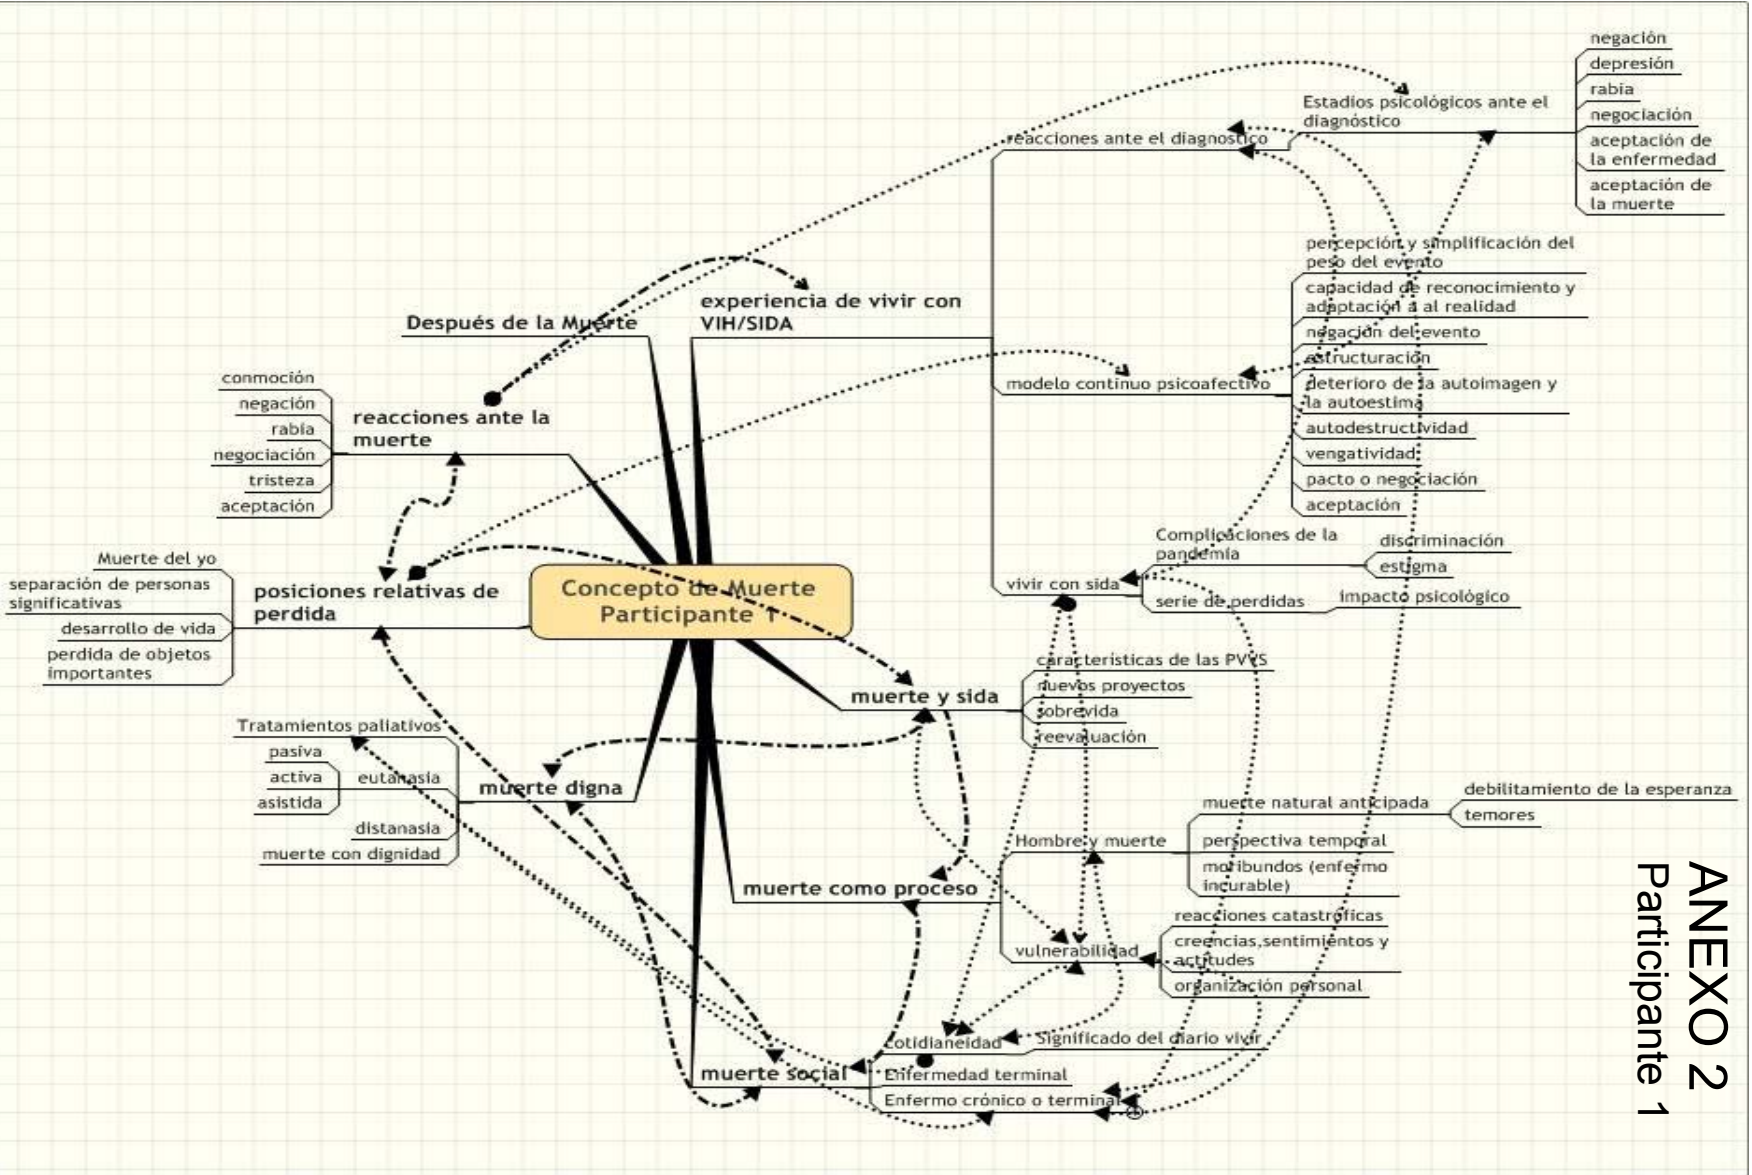 ANEXO 2
Participante 1
Concepto de Muerte
Participante 1
Después de la Muerte
reacciones ante la
muerte
conmoción
negación
rabia
negociación
tristeza
aceptación
posiciones relativas de
perdida
Muerte del yo
separación de personas
significativas
desarrollo de vida
perdida de objetos
importantes
muerte digna
Tratamientos paliativos
eutanasia
pasiva
activa
asistida
distanasia
muerte con dignidad
experiencia de vivir con
VIH/SIDA
reacciones ante el diagnostico
Estadios psicológicos ante el
diagnóstico
negación
depresión
rabia
negociación
aceptación de
la enfermedad
aceptación de
la muerte
modelo continuo psicoafectivo
percepción y simplificación del
peso del evento
capacidad de reconocimiento y
adaptación a al realidad
negación del evento
estructuración
deterioro de la autoimagen y
la autoestima
autodestructividad
vengatividad
pacto o negociación
aceptación
vivir con sida
Complicaciones de la
pandemia
discriminación
estigma
serie de perdidas
impacto psicológico
muerte y sida
características de las PVVS
nuevos proyectos
sobrevida
reevaluación
muerte como proceso
Hombre y muerte
muerte natural anticipada
debilitamiento de la esperanza
temores
perspectiva temporal
moribundos (enfermo
incurable)
vulnerabilidad
reacciones catastróficas
creencias,sentimientos y
actitudes
organización personal
muerte social
cotidianeidad
Significado del diario vivir
Enfermedad terminal
Enfermo crónico o terminal